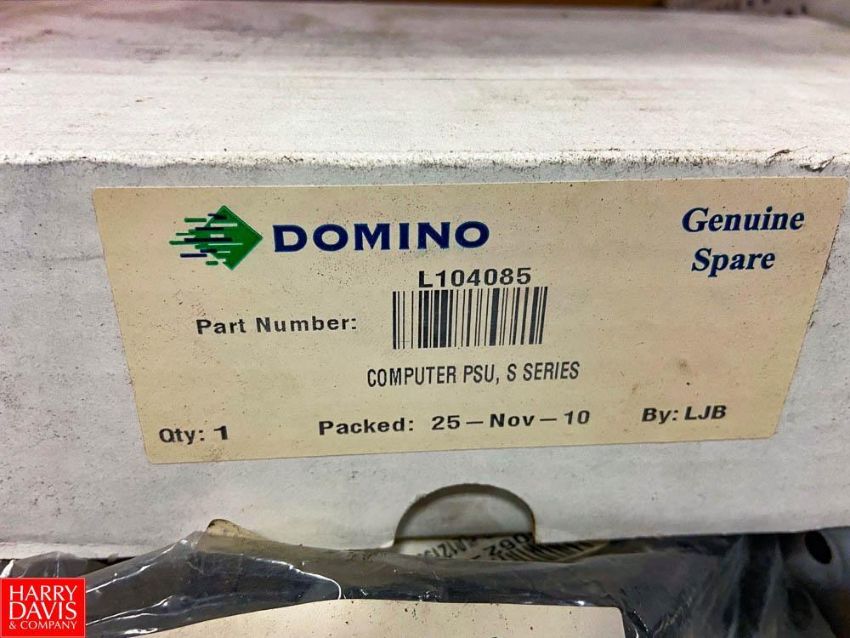 DOMINO
Genuine
Spare
L104085
Part Number:
COMPUTER PSU, S SERIES
Qty: 1 Packed: 25-Nov-10 By: LJB
HARRY
DAVIS
& COMPANY